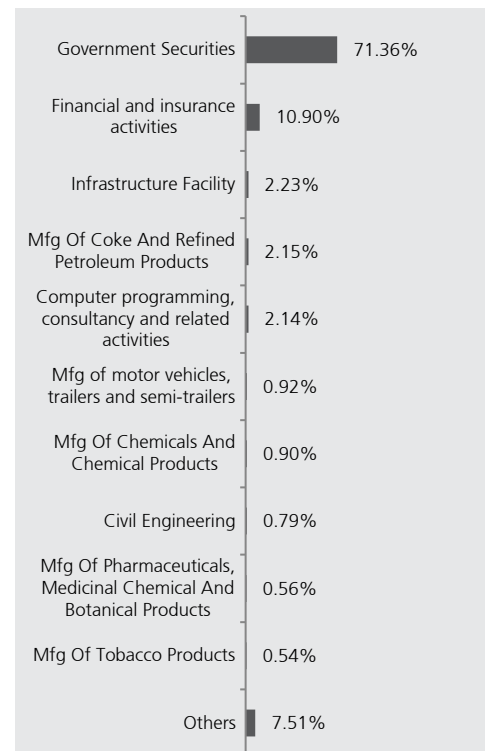 Government Securities 71.36%
Financial and insurance
activities 10.90%
Infrastructure Facility 2.23%
Mfg Of Coke And Refined
Petroleum Products 2.15%
Computer programming,
consultancy and related
activities 2.14%
Mfg of motor vehicles,
trailers and semi-trailers 0.92%
Mfg Of Chemicals And
Chemical Products 0.90%
Civil Engineering 0.79%
Mfg Of Pharmaceuticals,
Medicinal Chemical And
Botanical Products 0.56%
Mfg Of Tobacco Products 0.54%
Others 7.51%